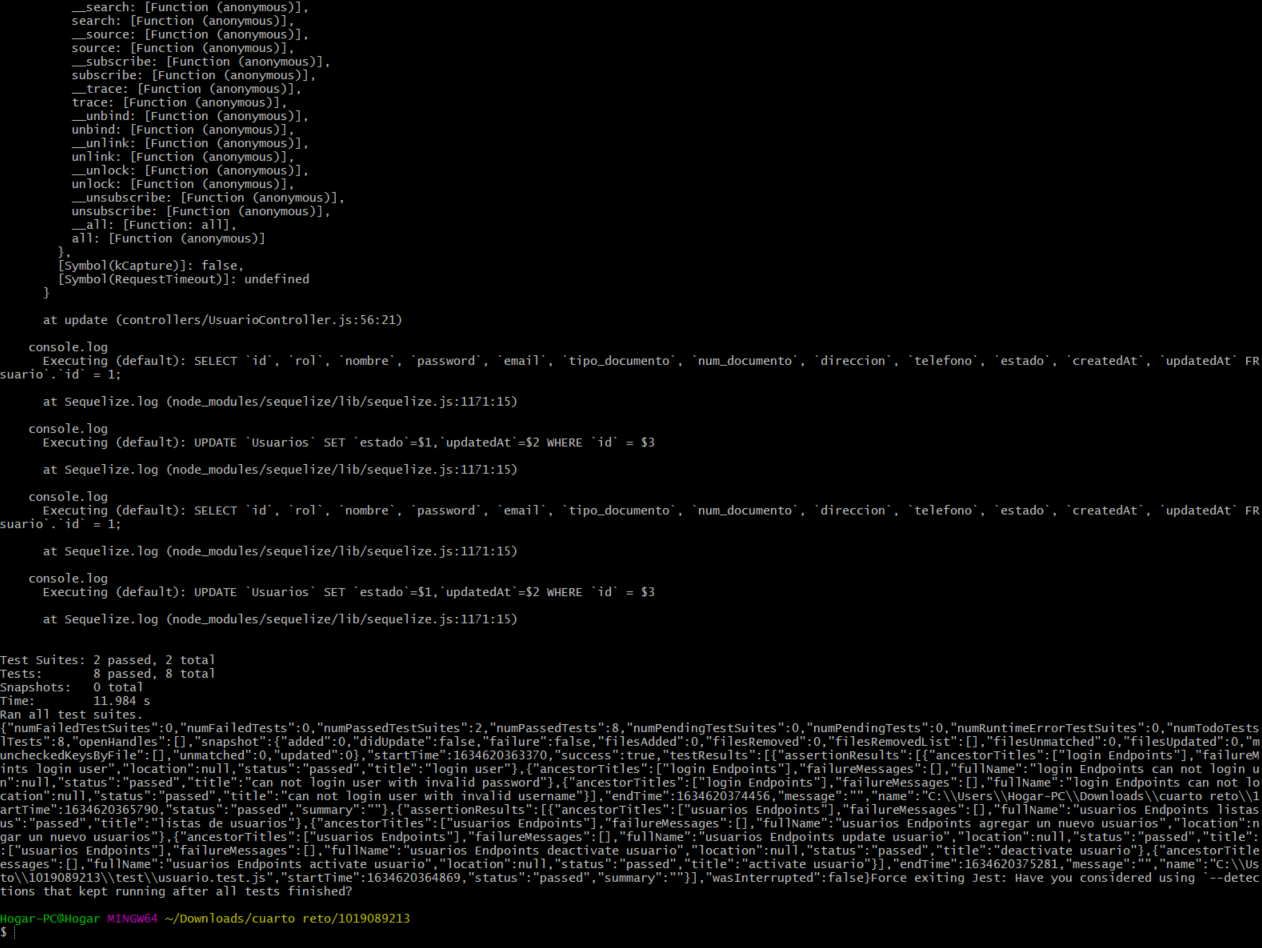 __search: [Function (anonymous)],
search: [Function (anonymous)],
__source: [Function (anonymous)],
source: [Function (anonymous)],
__subscribe: [Function (anonymous)],
subscribe: [Function (anonymous)],
__trace: [Function (anonymous)],
trace: [Function (anonymous)],
__unbind: [Function (anonymous)],
unbind: [Function (anonymous)],
__unlink: [Function (anonymous)],
unlink: [Function (anonymous)],
__unlock: [Function (anonymous)],
unlock: [Function (anonymous)],
__unsubscribe: [Function (anonymous)],
unsubscribe: [Function (anonymous)],
__all: [Function: all],
all: [Function (anonymous)]
},
[Symbol(kCapture)]: false,
[Symbol(RequestTimeout)]: undefined
}
at update (controllers/UsuarioController.js:56:21)
console.log
Executing (default): SELECT `id`, `rol`, `nombre`, `password`, `email`, `tipo_documento`, `num_documento`, `direccion`, `telefono`, `estado`, `createdAt`, `updatedAt` FR
suario`.`id` = 1;
at Sequelize.log (node_modules/sequelize/lib/sequelize.js:1171:15)
console.log
Executing (default): UPDATE `Usuarios` SET `estado`=$1,`updatedAt`=$2 WHERE `id` = $3
at Sequelize.log (node_modules/sequelize/lib/sequelize.js:1171:15)
console.log
Executing (default): SELECT `id`, `rol`, `nombre`, `password`, `email`, `tipo_documento`, `num_documento`, `direccion`, `telefono`, `estado`, `createdAt`, `updatedAt` FR
suario`.`id` = 1;
at Sequelize.log (node_modules/sequelize/lib/sequelize.js:1171:15)
console.log
Executing (default): UPDATE `Usuarios` SET `estado`=$1,`updatedAt`=$2 WHERE `id` = $3
at Sequelize.log (node_modules/sequelize/lib/sequelize.js:1171:15)
Test Suites: 2 passed, 2 total
Tests: 8 passed, 8 total
Snapshots: 0 total
Time: 11.984 s
Ran all test suites.
{"numFailedTestSuites":0,"numFailedTests":0,"numPassedTestSuites":2,"numPassedTests":8,"numPendingTestSuites":0,"numPendingTests":0,"numRuntimeErrorTestSuites":0,"numTodoTests
lTests":8,"openHandles":[],"snapshot":{"added":0,"didUpdate":false,"failure":false,"filesAdded":0,"filesRemoved":0,"filesRemovedList":[],"filesUnmatched":0,"filesUpdated":0,"m
uncheckedKeysByFile":[],"unmatched":0,"updated":0},"startTime":1634620363370,"success":true,"testResults":[{"assertionResults":[{"ancestorTitles":["login Endpoints"],"failureM
ints login user","location":null,"status":"passed","title":"login user"},{"ancestorTitles":["login Endpoints"],"failureMessages":[],"fullName":"login Endpoints can not login u
n":null,"status":"passed","title":"can not login user with invalid password"},{"ancestorTitles":["login Endpoints"],"failureMessages":[],"fullName":"login Endpoints can not lo
cation":null,"status":"passed","title":"can not login user with invalid username"}],"endTime":1634620374456,"message":"","name":"C:\\Users\\Hogar-PC\\Downloads\\cuarto reto\\1
artTime":1634620365790,"status":"passed","summary":""},{"assertionResults":[{"ancestorTitles":["usuarios Endpoints"],"failureMessages":[],"fullName":"usuarios Endpoints listas
us":"passed","title":"listas de usuarios"},{"ancestorTitles":["usuarios Endpoints"],"failureMessages":[],"fullName":"usuarios Endpoints agregar un nuevo usuarios","location":n
gar un nuevo usuarios"},{"ancestorTitles":["usuarios Endpoints"],"failureMessages":[],"fullName":"usuarios Endpoints update usuario","location":null,"status":"passed","title":
:["usuarios Endpoints"],"failureMessages":[],"fullName":"usuarios Endpoints deactivate usuario","location":null,"status":"passed","title":"deactivate usuario"},{"ancestorTitle
essages":[],"fullName":"usuarios Endpoints activate usuario","location":null,"status":"passed","title":"activate usuario"}],"endTime":1634620375281,"message":"","name":"C:\\Us
to\\1019089213\\test\\usuario.test.js","startTime":1634620364869,"status":"passed","summary":""}],"wasInterrupted":false}Force exiting Jest: Have you considered using `--detec
tions that kept running after all tests finished?
Hogar-PC@Hogar MINGW64 ~/Downloads/cuarto reto/1019089213
$